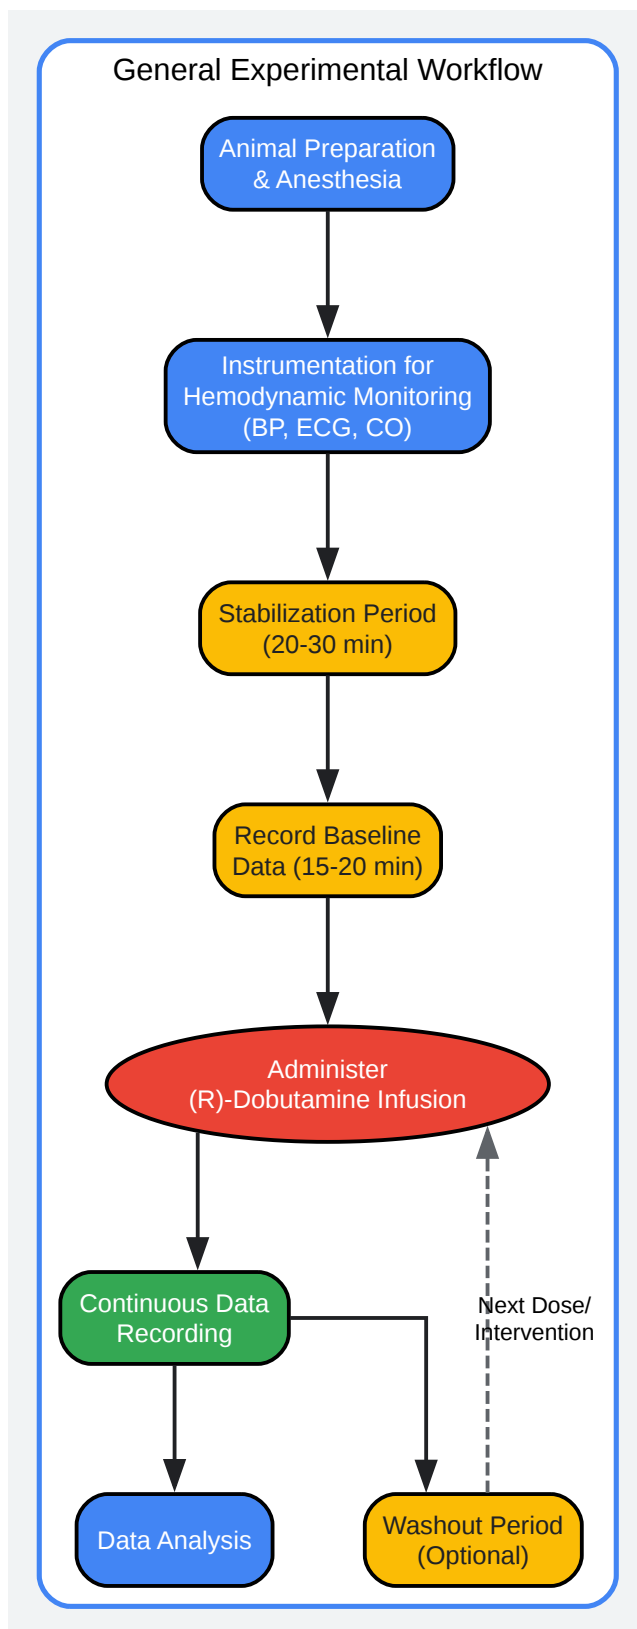 General Experimental Workflow
Animal Preparation
& Anesthesia
Instrumentation for
Hemodynamic Monitoring
(BP, ECG, CO)
Stabilization Period
(20-30 min)
Record Baseline
Data (15-20 min)
Administer
(R)-Dobutamine Infusion
Continuous Data
Recording
Next Dose/
Intervention
Data Analysis
Washout Period
(Optional)